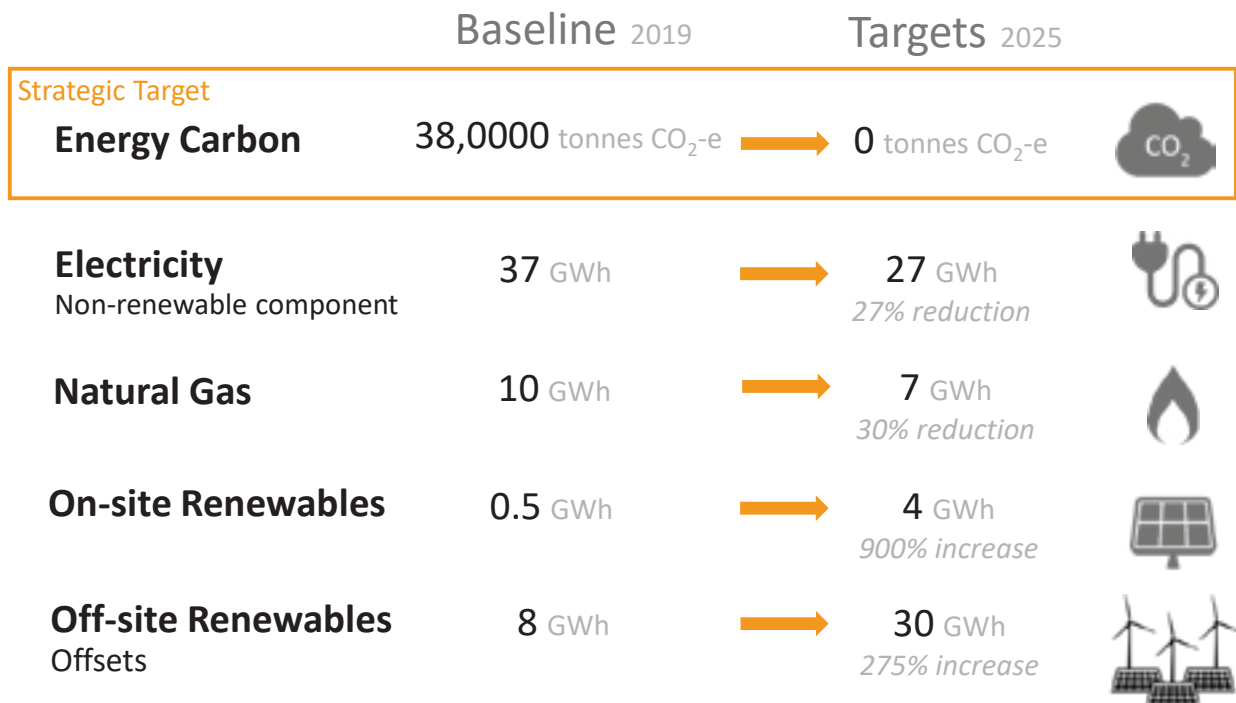 Baseline 2019 Targets 2025
Strategic Target
Energy Carbon 38,0000 tonnes CO₂-e 0 tonnes CO₂-e CO₂
Electricity 37 GWh 27 GWh
Non-renewable component 27% reduction
Natural Gas 10 GWh 7 GWh
30% reduction
On-site Renewables 0.5 GWh 4 GWh
900% increase
Off-site Renewables 8 GWh 30 GWh
Offsets 275% increase